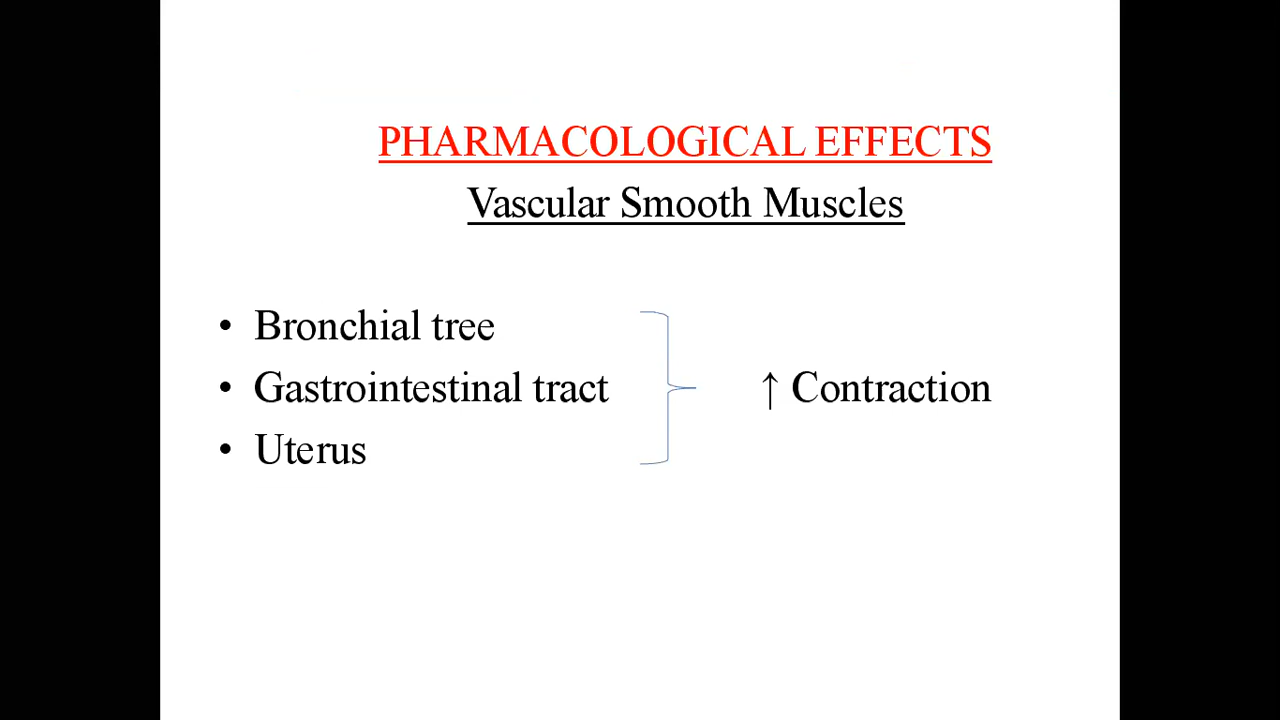 PHARMACOLOGICAL EFFECTS
Vascular Smooth Muscles
• Bronchial tree
• Gastrointestinal tract
↑ Contraction
• Uterus